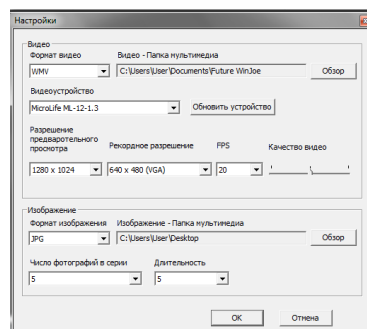 Настройки
Видео
Формат видео Видео - Папка мультимедиа
WMV C:\Users\User\Documents\Future WinJoe Обзор
Видеоустройство
MicroLife ML-12-1.3 Обновить устройство
Разрешение
предварительного
просмотра Рекордное разрешение FPS Качество видео
1280 x 1024 640 x 480 (VGA) 20
Изображение
Формат изображения Изображение - Папка мультимедиа
JPG C:\Users\User\Desktop Обзор
Число фотографий в серии Длительность
5 5
OK Отмена